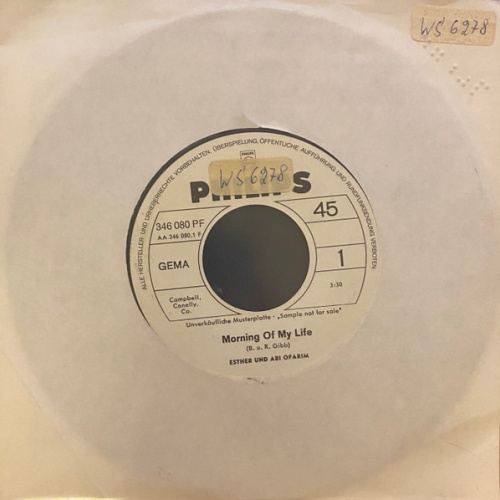 WS 6278
ALLE HERSTELLER- UND URHEBERRECHTE VORBEHALTEN. ÜBERSPIELUNG, ÖFFENTLICHE AUFFÜHRUNG UND RUNDFUNKSENDUNG VERBOTEN.
PHILIPS
WS 6278
PHILIPS
346 080 PF
45
AA 346 080.1 F
GEMA
1
3:30
Campbell,
Conelly,
Co.
Unverkäufliche Musterplatte - „Sample not for sale"
Morning Of My Life
(B. u. R. Gibb)
ESTHER UND ABI OFARIM